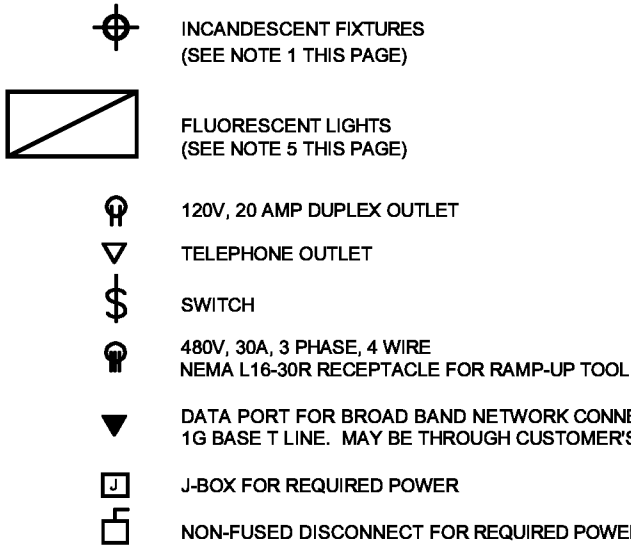 INCANDESCENT FIXTURES
(SEE NOTE 1 THIS PAGE)
FLUORESCENT LIGHTS
(SEE NOTE 5 THIS PAGE)
120V, 20 AMP DUPLEX OUTLET
TELEPHONE OUTLET
SWITCH
480V, 30A, 3 PHASE, 4 WIRE
NEMA L16-30R RECEPTACLE FOR RAMP-UP TOOL
DATA PORT FOR BROAD BAND NETWORK
1G BASE T LINE. MAY BE THROUGH CUSTOMER'S
J
J-BOX FOR REQUIRED POWER
NON-FUSED DISCONNECT FOR REQUIRED POWER